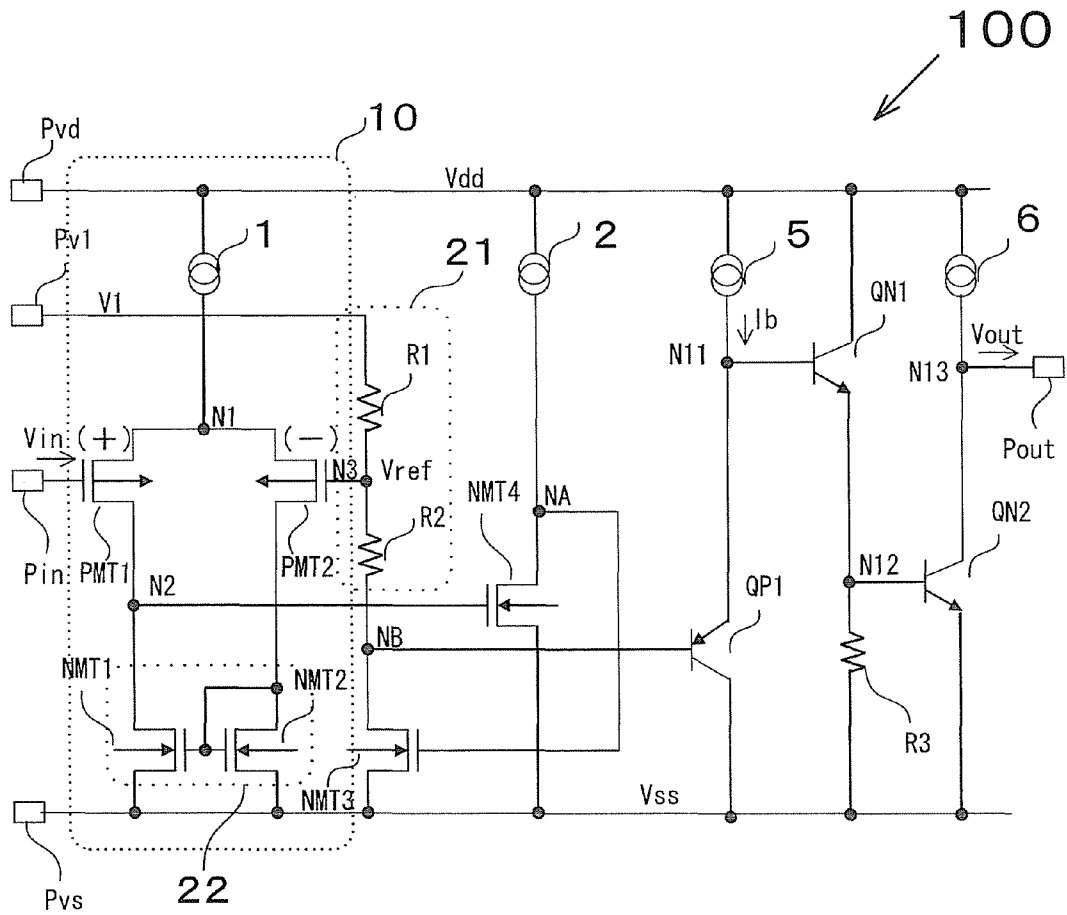 100
10
Pvd
Vdd
1
2
5
6
Pv1
21
V1
QN1
Ib
R1
Vout
N11
N13
N1
Vin
(+)
(-)
Pout
N3
Vref
NMT4
NA
R2
QN2
Pin
PMT1
PMT2
N12
N2
QP1
NB
NMT1
NMT2
R3
NMT3
Vss
22
Pvs